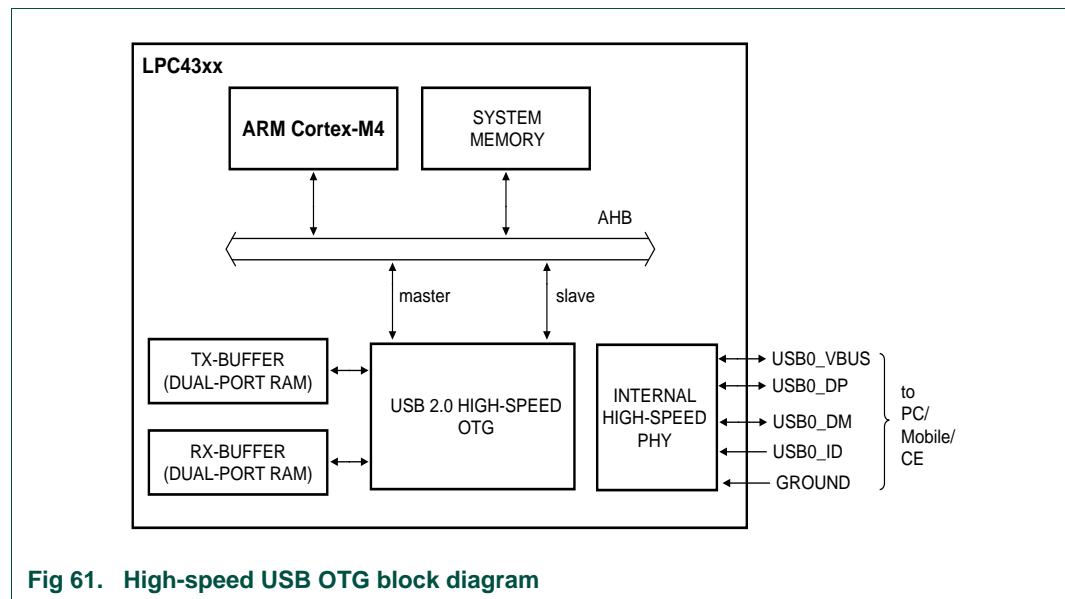 LPC43xx
ARM Cortex-M4
SYSTEM
MEMORY
AHB
master
slave
TX-BUFFER
(DUAL-PORT RAM)
RX-BUFFER
(DUAL-PORT RAM)
USB 2.0 HIGH-SPEED
OTG
INTERNAL
HIGH-SPEED
PHY
USB0_VBUS
USB0_DP
USB0_DM
USB0_ID
GROUND
to
PC/
Mobile/
CE
Fig 61. High-speed USB OTG block diagram